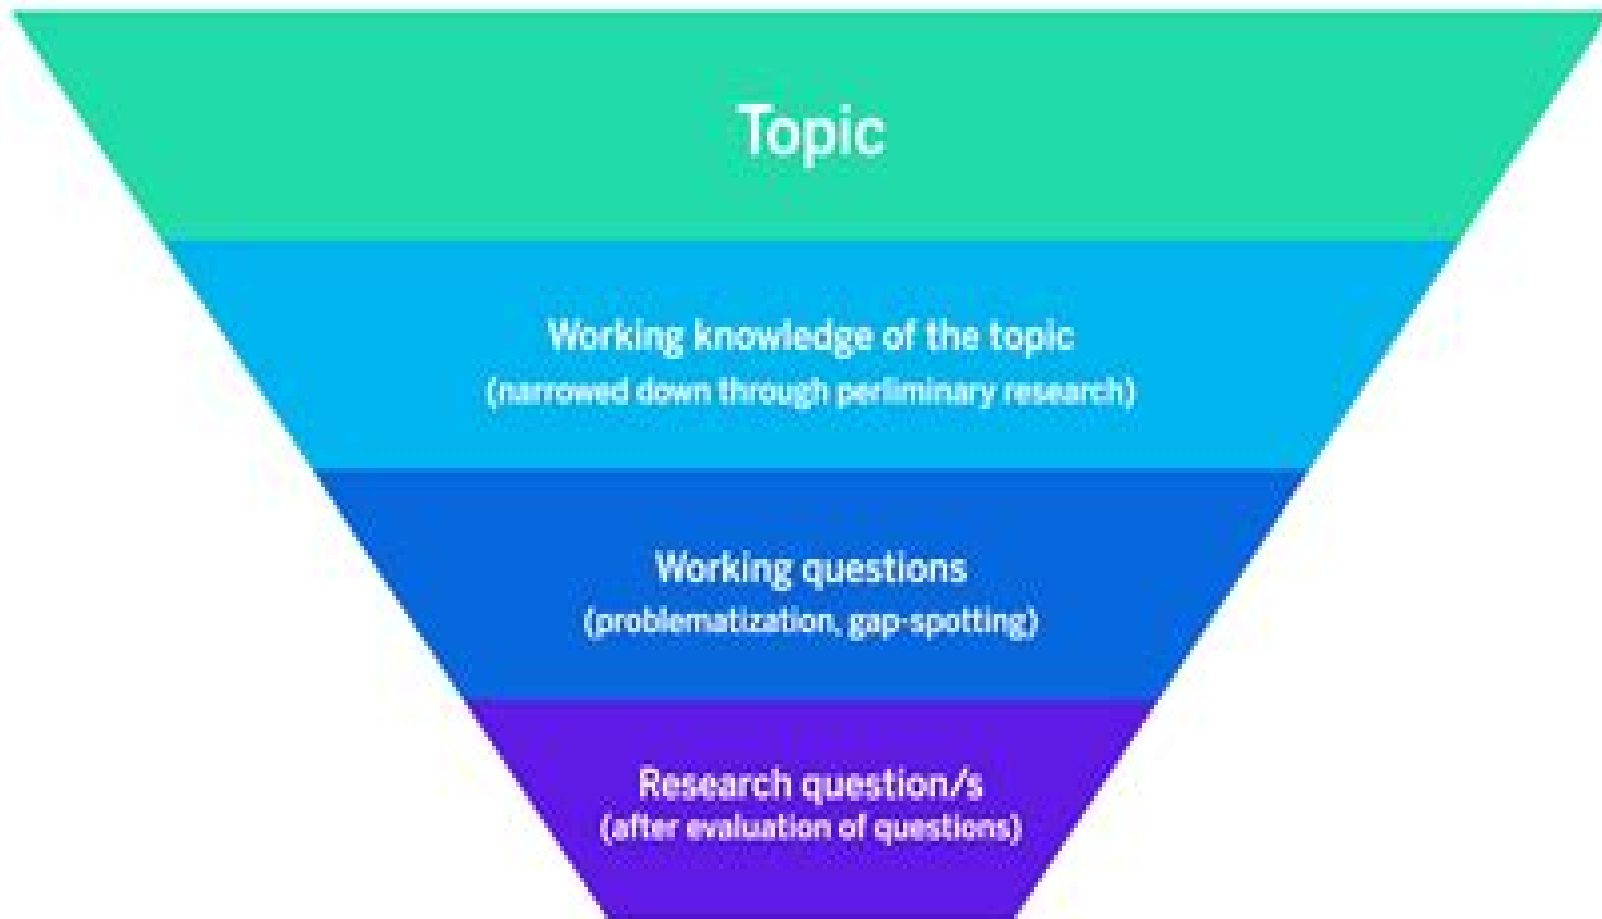 Topic
Working knowledge of the topic
(narrowed down through perliminary research)
Working questions
(problematization, gap-spotting)
Research question/s
(after evaluation of questions)